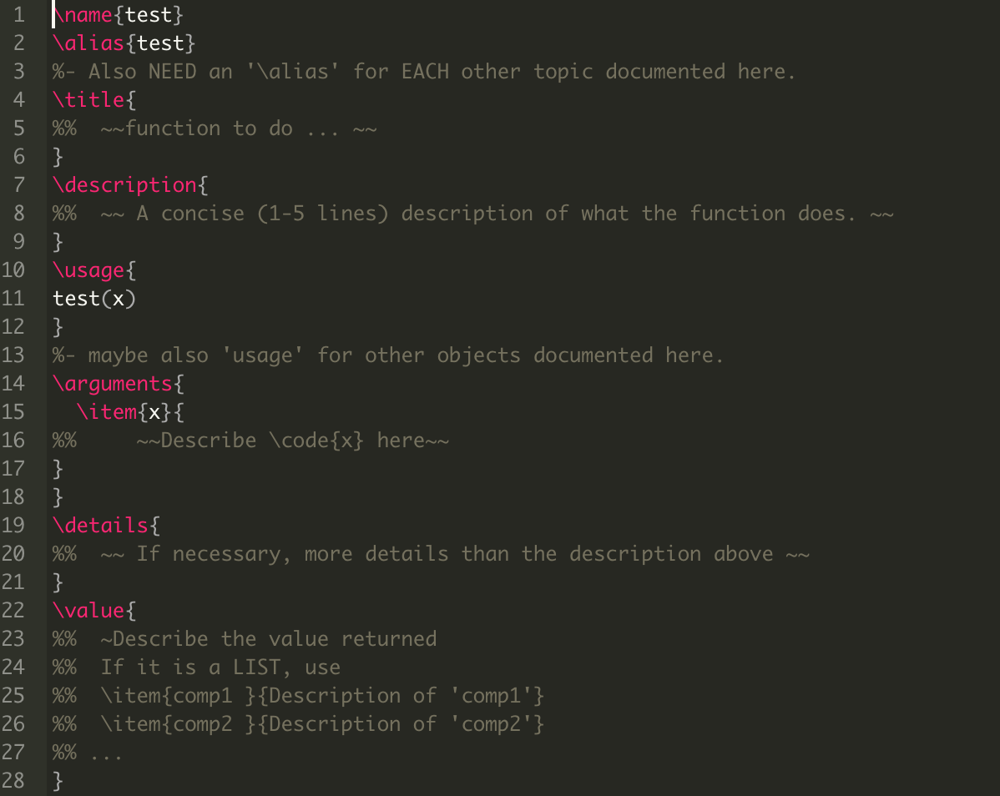 1 \name{test}
2 \alias{test}
3 %- Also NEED an '\alias' for EACH other topic documented here.
4 \title{
5 %%  ~~function to do ... ~~
6 }
7 \description{
8 %%  ~~ A concise (1-5 lines) description of what the function does. ~~
9 }
10 \usage{
11 test(x)
12 }
13 %- maybe also 'usage' for other objects documented here.
14 \arguments{
15   \item{x}{
16 %%     ~~Describe \code{x} here~~
17 }
18 }
19 \details{
20 %%  ~~ If necessary, more details than the description above ~~
21 }
22 \value{
23 %%  ~Describe the value returned
24 %%  If it is a LIST, use
25 %%  \item{comp1 }{Description of 'comp1'}
26 %%  \item{comp2 }{Description of 'comp2'}
27 %% ...
28 }